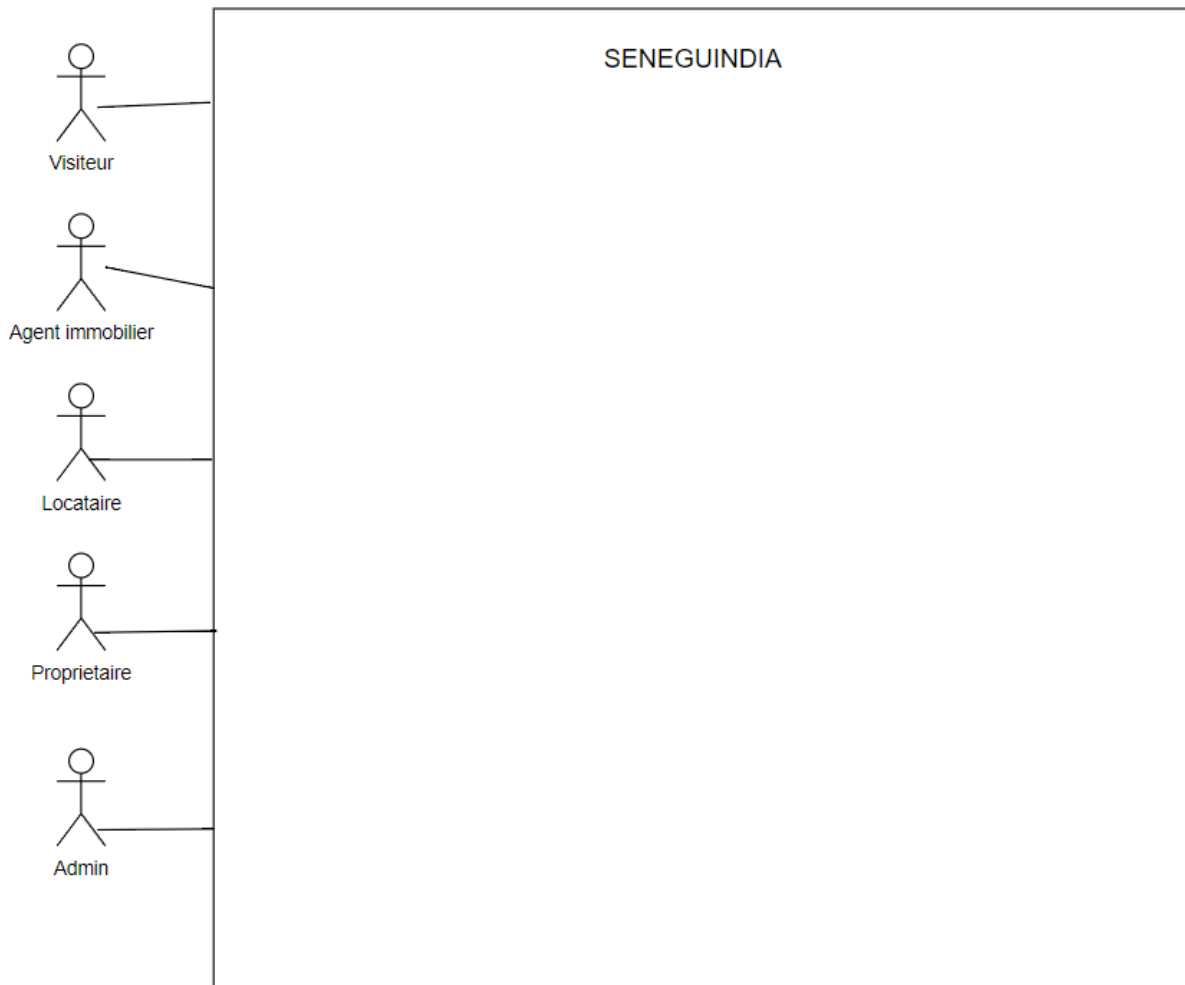 SENEGUINDIA
Visiteur
Agent immobilier
Locataire
Proprietaire
Admin